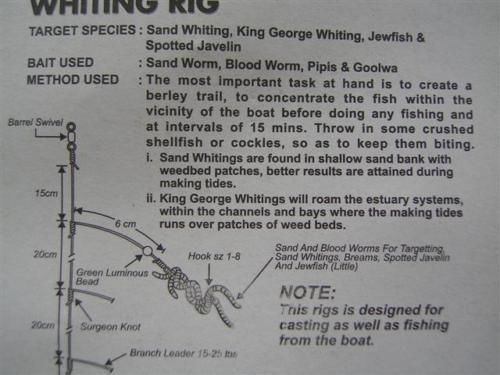 WHITING RIG
TARGET SPECIES : Sand Whiting, King George Whiting, Jewfish &
Spotted Javelin
BAIT USED : Sand Worm, Blood Worm, Pipis & Goolwa
METHOD USED : The most important task at hand is to create a
berley trail, to concentrate the fish within the
vicinity of the boat before doing any fishing and
at intervals of 15 mins. Throw in some crushed
shellfish or cockles, so as to keep them biting.
i. Sand Whitings are found in shallow sand bank with
weedbed patches, better results are attained during
making tides.
ii. King George Whitings will roam the estuary systems,
within the channels and bays where the making tides
runs over patches of weed beds.
Barrel Swivel
15cm
6 cm
20cm
Green Luminous
Bead
Hook sz 1-8
Sand And Blood Worms For Targetting,
Sand Whitings, Breams, Spotted Javelin
And Jewfish (Little)
20cm
Surgeon Knot
Branch Leader 15-25 lbs
NOTE:
This rigs is designed for
casting as well as fishing
from the boat.